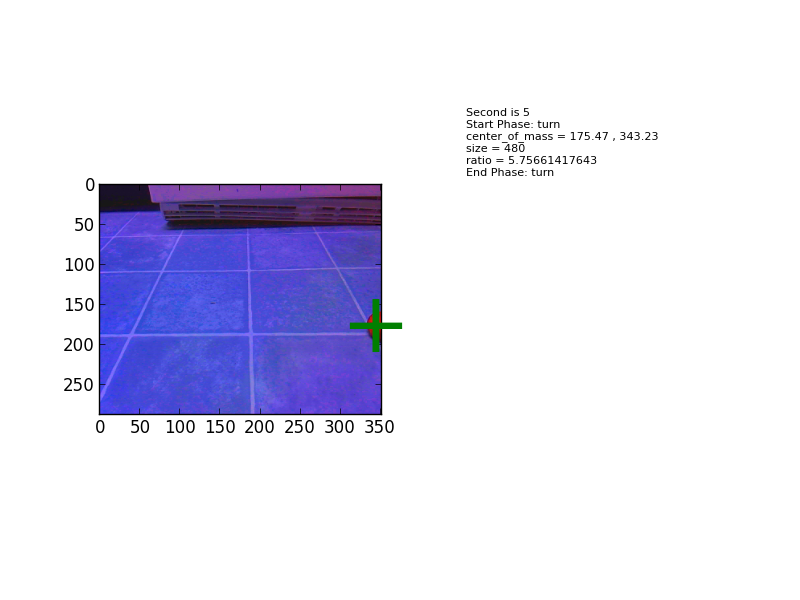 Second is 5
Start Phase: turn
center_of_mass = 175.47 , 343.23
size = 480
ratio = 5.75661417643
End Phase: turn
0
50
100
150
200
250
0 50 100 150 200 250 300 350